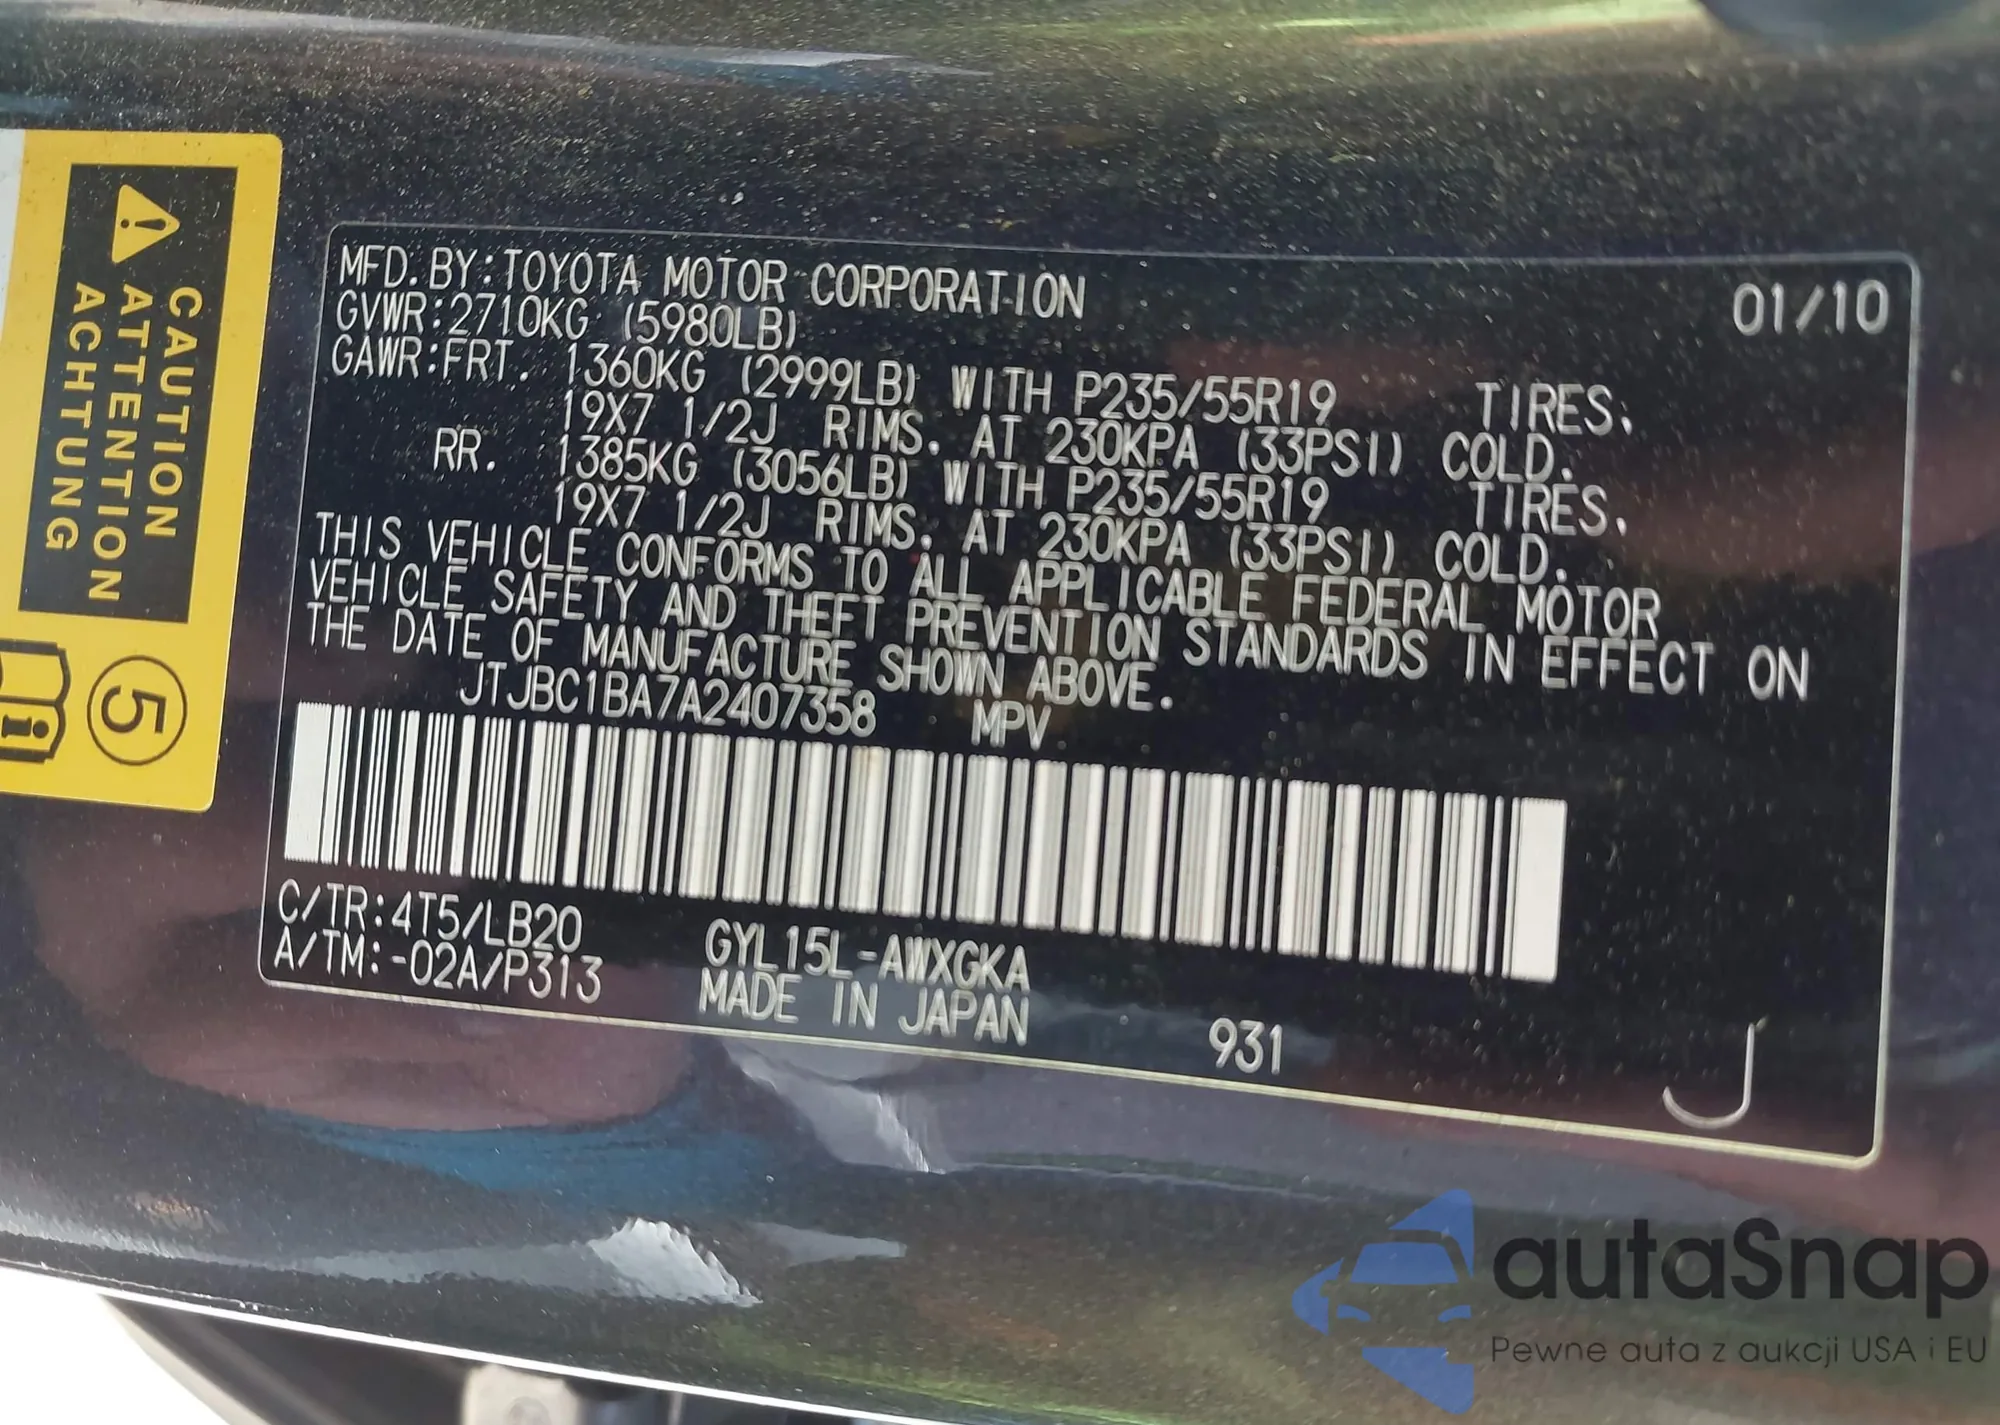 CAUTION
ATTENTION
ACHTUNG
5
MFD.BY:TOYOTA MOTOR CORPORATION 01/10
GVWR:2710KG (5980LB)
GAWR:FRT. 1360KG (2999LB) WITH P235/55R19 TIRES,
19X7 1/2J RIMS, AT 230KPA (33PSI) COLD.
RR. 1385KG (3056LB) WITH P235/55R19 TIRES,
19X7 1/2J RIMS, AT 230KPA (33PSI) COLD.
THIS VEHICLE CONFORMS TO ALL APPLICABLE FEDERAL MOTOR
VEHICLE SAFETY AND THEFT PREVENTION STANDARDS IN EFFECT ON
THE DATE OF MANUFACTURE SHOWN ABOVE.
JTJBC1BA7A2407358 MPV
C/TR:4T5/LB20
A/TM:-02A/P313
GYL15L-AWXGKA
MADE IN JAPAN
931
J
autaSnap
Pewne auta z aukcji USA i EU